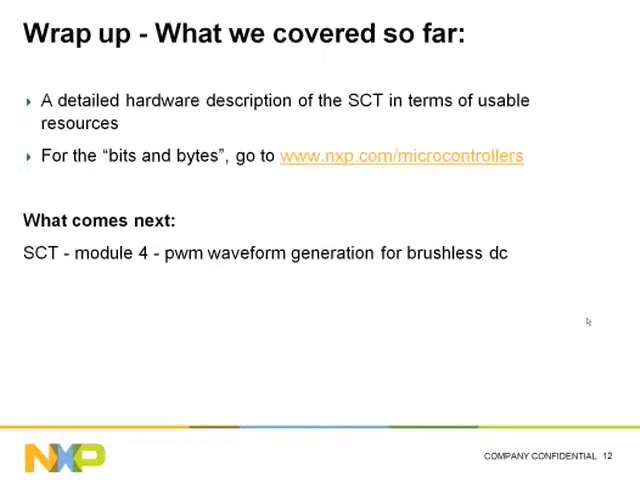 Wrap up - What we covered so far:
A detailed hardware description of the SCT in terms of usable
resources
For the “bits and bytes”, go to www.nxp.com/microcontrollers
What comes next:
SCT - module 4 - pwm waveform generation for brushless dc
NXP
COMPANY CONFIDENTIAL 12